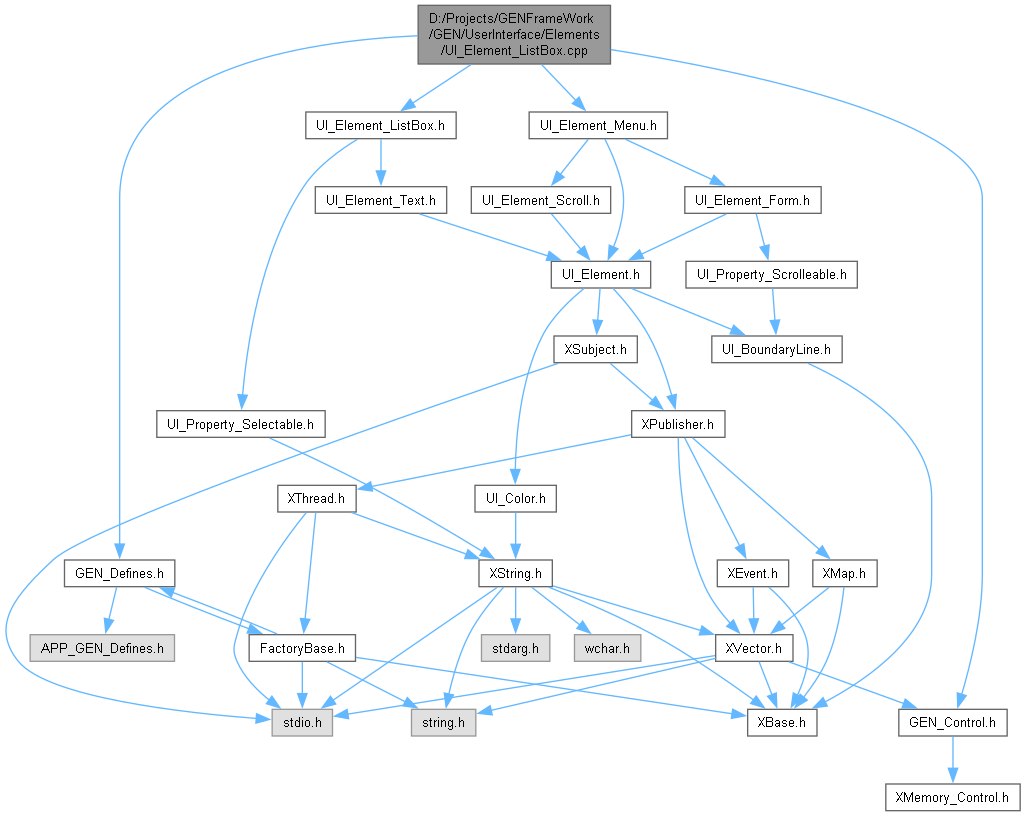 D:/Projects/GENFrameWork
/GEN/UserInterface/Elements
/UI_Element_ListBox.cpp
UI_Element_ListBox.h
UI_Element_Menu.h
UI_Element_Text.h
UI_Element_Scroll.h
UI_Element_Form.h
UI_Element.h
UI_Property_Scrolleable.h
XSubject.h
UI_BoundaryLine.h
UI_Property_Selectable.h
XPublisher.h
XThread.h
UI_Color.h
GEN_Defines.h
XString.h
XEvent.h
XMap.h
APP_GEN_Defines.h
FactoryBase.h
stdarg.h
wchar.h
XVector.h
stdio.h
string.h
XBase.h
GEN_Control.h
XMemory_Control.h